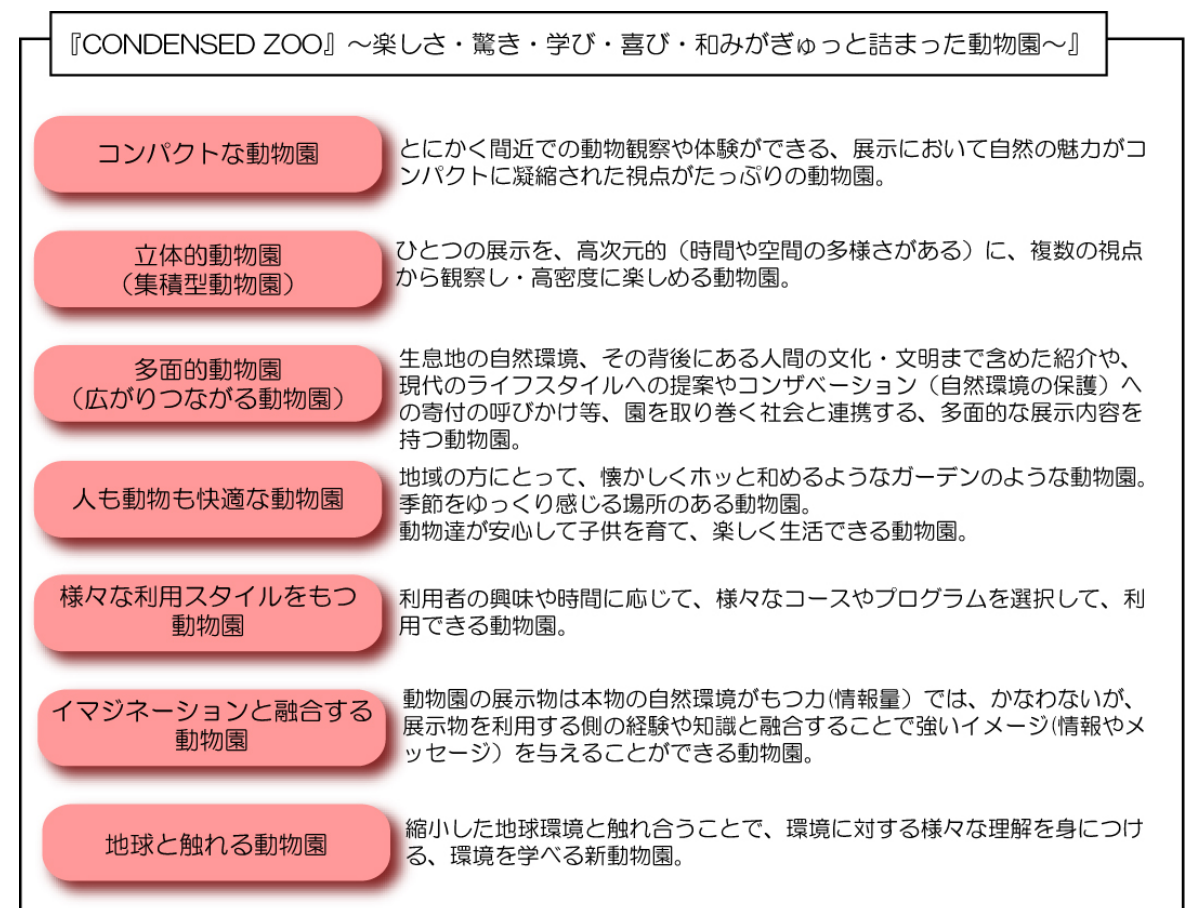 『CONDENSED ZOO』～楽しさ・驚き・学び・喜び・和みがぎゅっと詰まった動物園～』
コンパクトな動物園
とにかく間近での動物観察や体験ができる、展示において自然の魅力がコ
ンパクトに凝縮された視点がたっぷりの動物園。
立体的動物園
（集積型動物園）
ひとつの展示を、高次元的（時間や空間の多様さがある）に、複数の視点
から観察し・高密度に楽しめる動物園。
多面的動物園
（広がりつながる動物園）
生息地の自然環境、その背後にある人間の文化・文明まで含めた紹介や、
現代のライフスタイルへの提案やコンザベーション（自然環境の保護）へ
の寄付の呼びかけ等、園を取り巻く社会と連携する、多面的な展示内容を
持つ動物園。
人も動物も快適な動物園
地域の方にとって、懐かしくホッと和めるようなガーデンのような動物園。
季節をゆっくり感じる場所のある動物園。
動物達が安心して子供を育て、楽しく生活できる動物園。
様々な利用スタイルをもつ
動物園
利用者の興味や時間に応じて、様々なコースやプログラムを選択して、利
用できる動物園。
イマジネーションと融合する
動物園
動物園の展示物は本物の自然環境がもつ力(情報量）では、かなわないが、
展示物を利用する側の経験や知識と融合することで強いイメージ(情報やメ
ッセージ）を与えることができる動物園。
地球と触れる動物園
縮小した地球環境と触れ合うことで、環境に対する様々な理解を身につけ
る、環境を学べる新動物園。